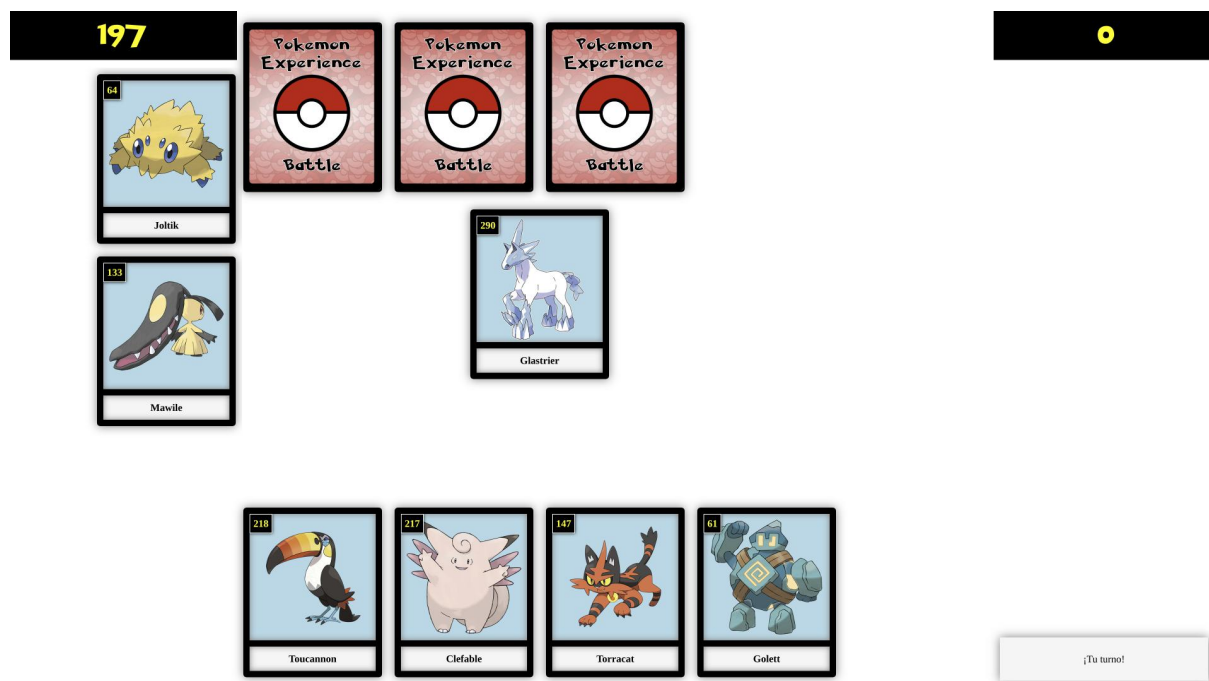 197
0
Pokemon
Experience
Battle
Pokemon
Experience
Battle
Pokemon
Experience
Battle
64
Joltik
290
Glastrier
133
Mawile
218
Toucannon
217
Clefable
147
Torracat
61
Golett
¡Tu turno!